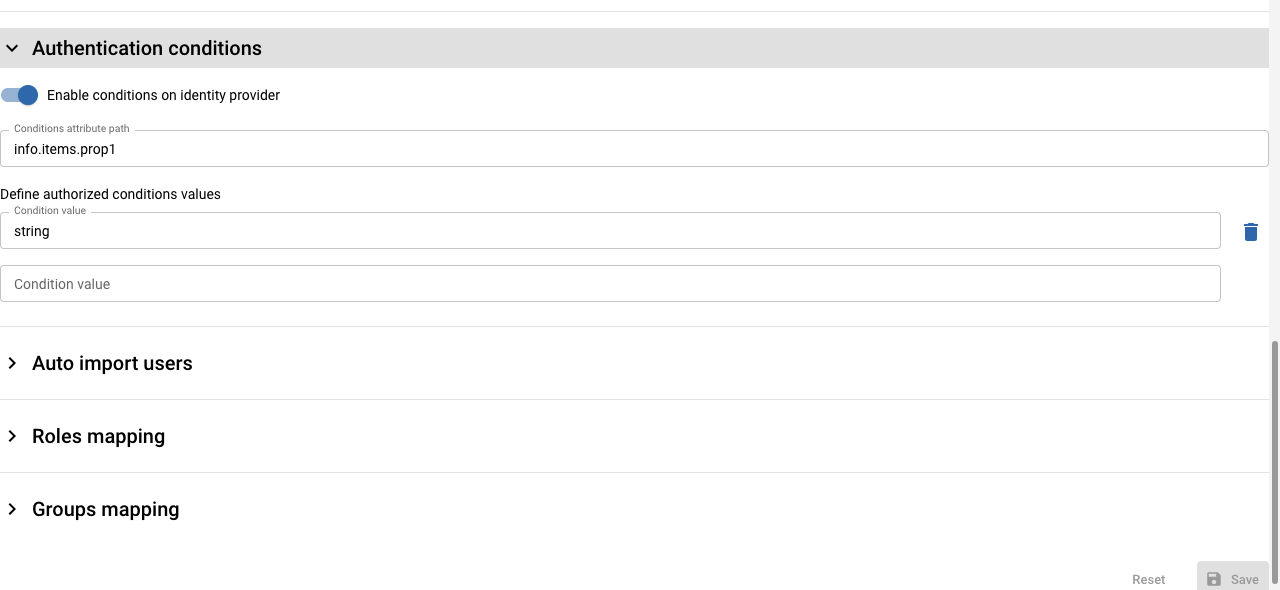 Authentication conditions
Enable conditions on identity provider
Conditions attribute path
info.items.prop1
Define authorized conditions values
Condition value
string
Condition value
Auto import users
Roles mapping
Groups mapping
Reset Save